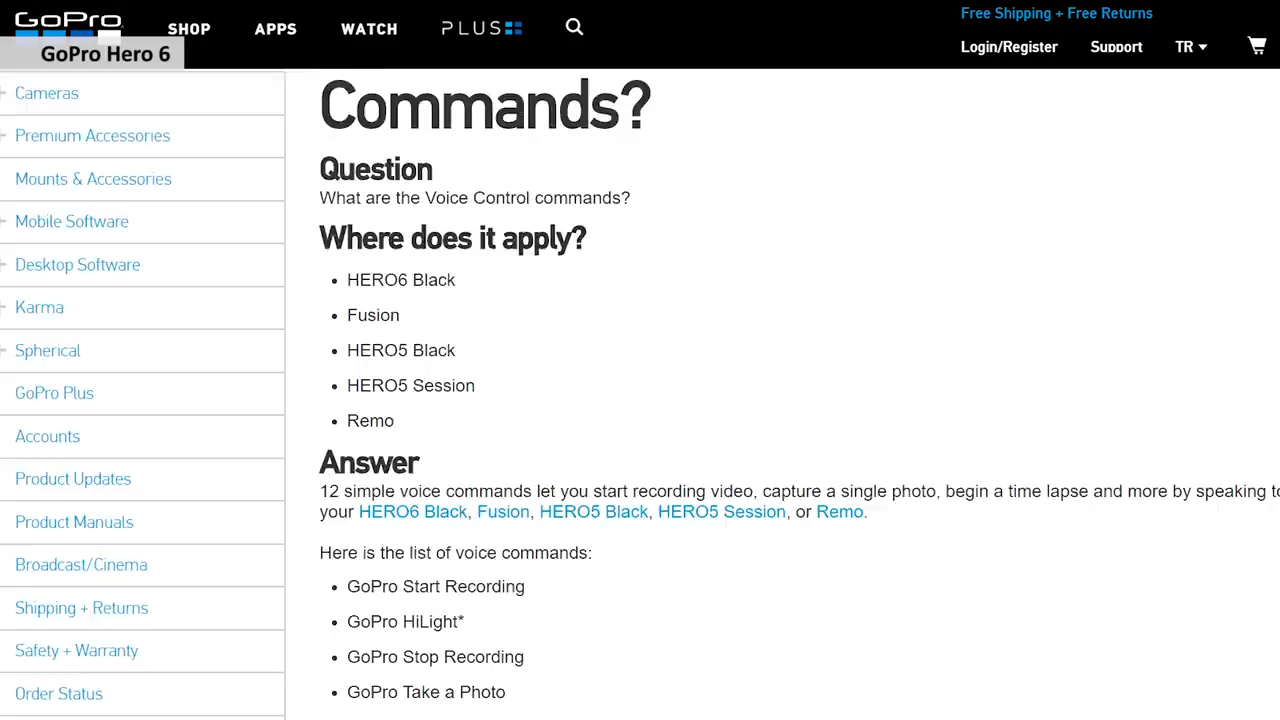 GoPro
SHOP APPS WATCH PLUS
Free Shipping + Free Returns
Login/Register Support TR
GoPro Hero 6
Cameras
Premium Accessories
Mounts & Accessories
Mobile Software
Desktop Software
Karma
Spherical
GoPro Plus
Accounts
Product Updates
Product Manuals
Broadcast/Cinema
Shipping + Returns
Safety + Warranty
Order Status
Commands?
Question
What are the Voice Control commands?
Where does it apply?
• HERO6 Black
• Fusion
• HERO5 Black
• HERO5 Session
• Remo
Answer
12 simple voice commands let you start recording video, capture a single photo, begin a time lapse and more by speaking to
your HERO6 Black, Fusion, HERO5 Black, HERO5 Session, or Remo.
Here is the list of voice commands:
• GoPro Start Recording
• GoPro HiLight*
• GoPro Stop Recording
• GoPro Take a Photo